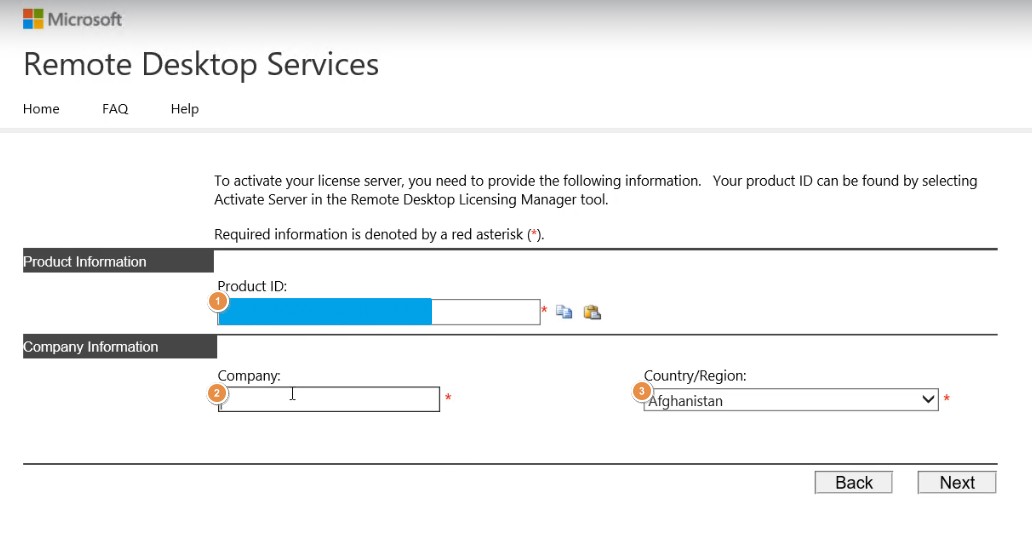 Microsoft
Remote Desktop Services
Home FAQ Help
To activate your license server, you need to provide the following information. Your product ID can be found by selecting
Activate Server in the Remote Desktop Licensing Manager tool.
Required information is denoted by a red asterisk (*).
Product Information
Product ID:
1 *
Company Information
Company: Country/Region:
2 * 3 Afghanistan *
Back Next